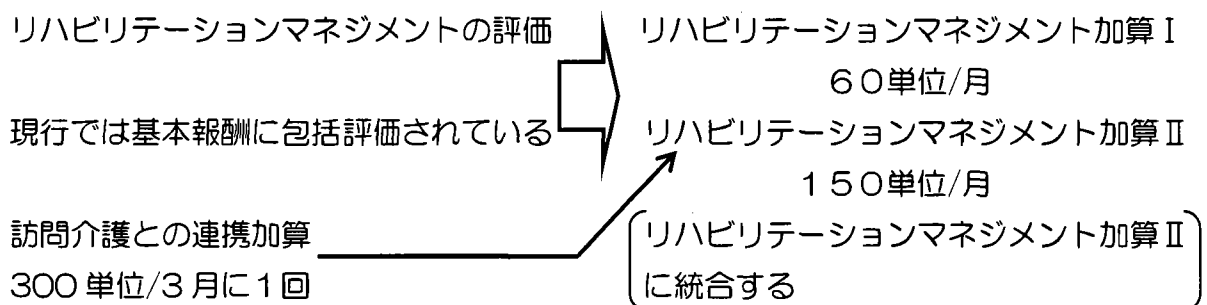 リハビリテーションマネジメントの評価
現行では基本報酬に包括評価されている
訪問介護との連携加算
300単位/3月に1回
リハビリテーションマネジメント加算Ⅰ
60単位/月
リハビリテーションマネジメント加算Ⅱ
150単位/月
リハビリテーションマネジメント加算Ⅱ
に統合する